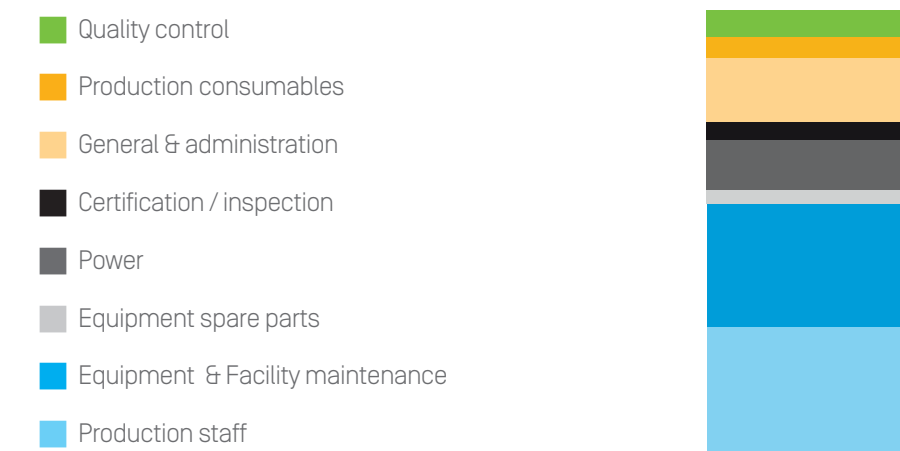 Quality control
Production consumables
General & administration
Certification / inspection
Power
Equipment spare parts
Equipment & Facility maintenance
Production staff